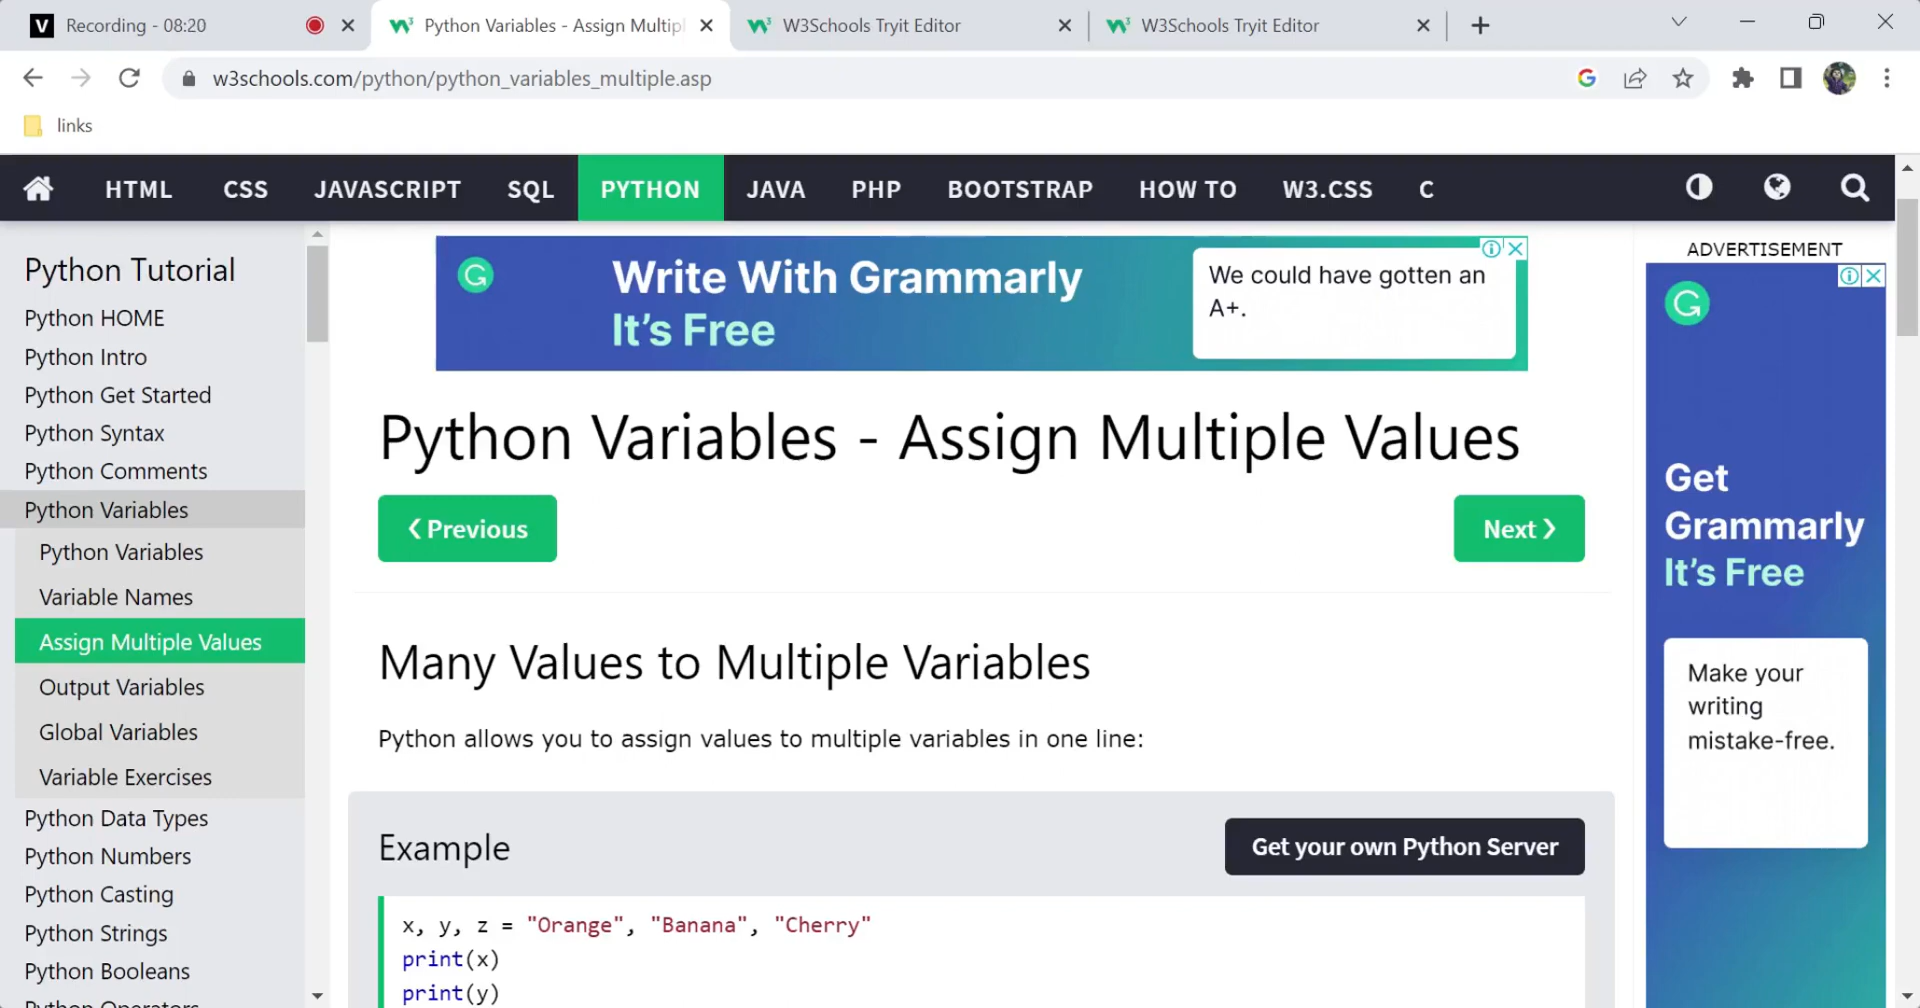 Recording - 08:20
Python Variables - Assign Multipl
W3Schools Tryit Editor
W3Schools Tryit Editor
w3schools.com/python/python_variables_multiple.asp
links
HTML CSS JAVASCRIPT SQL PYTHON JAVA PHP BOOTSTRAP HOW TO W3.CSS C
Python Tutorial
Python HOME
Python Intro
Python Get Started
Python Syntax
Python Comments
Python Variables
Python Variables
Variable Names
Assign Multiple Values
Output Variables
Global Variables
Variable Exercises
Python Data Types
Python Numbers
Python Casting
Python Strings
Python Booleans
Python Operators
Write With Grammarly
It's Free
We could have gotten an
A+.
Python Variables - Assign Multiple Values
❮ Previous
Next ❯
Many Values to Multiple Variables
Python allows you to assign values to multiple variables in one line:
Example
Get your own Python Server
x, y, z = "Orange", "Banana", "Cherry"
print(x)
print(y)
ADVERTISEMENT
Get
Grammarly
It's Free
Make your
writing
mistake-free.